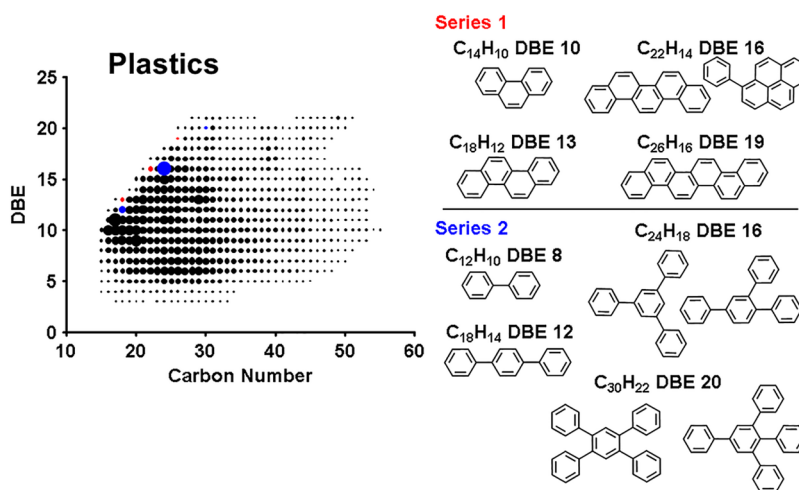 Plastics
25
20
15
10
5
0
DBE
10 20 30 40 50 60
Carbon Number
Series 1
C₁₄H₁₀ DBE 10
C₂₂H₁₄ DBE 16
C₁₈H₁₂ DBE 13
C₂₆H₁₆ DBE 19
Series 2
C₁₂H₁₀ DBE 8
C₂₄H₁₈ DBE 16
C₁₈H₁₄ DBE 12
C₃₀H₂₂ DBE 20